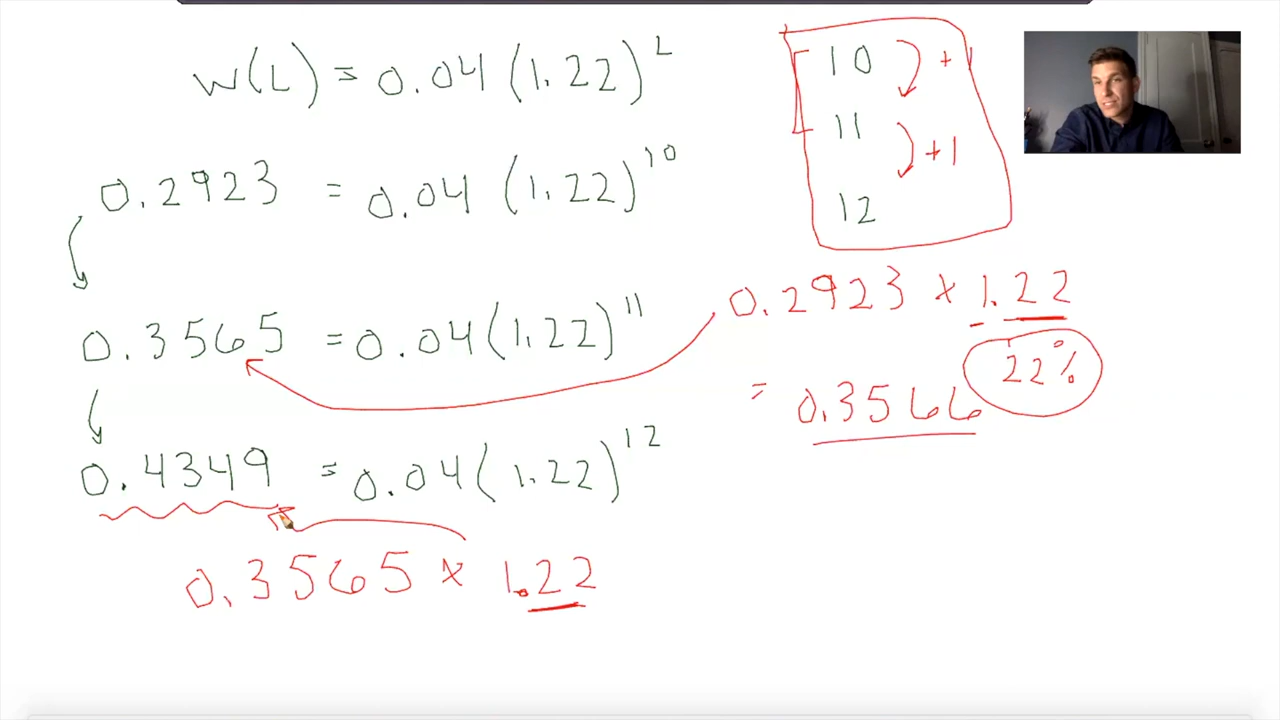 W(L) = 0.04(1.22)^L
0.2923 = 0.04(1.22)^10
0.3565 = 0.04(1.22)^11
0.4349 = 0.04(1.22)^12
0.3565 x 1.22
10 +1
11 +1
12
0.2923 x 1.22
22%
= 0.3566